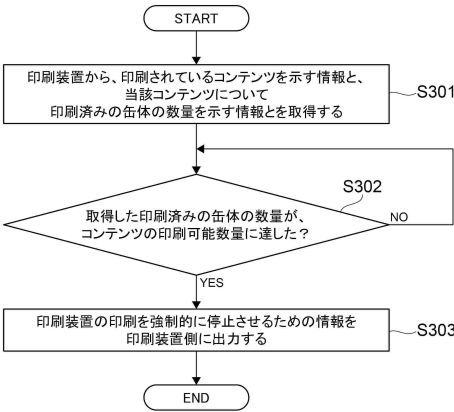 START
印刷装置から、印刷されているコンテンツを示す情報と、
当該コンテンツについて
印刷済みの缶体の数量を示す情報とを取得する
S301
S302
取得した印刷済みの缶体の数量が、
コンテンツの印刷可能数量に達した？
NO
YES
印刷装置の印刷を強制的に停止させるための情報を
印刷装置側に出力する
S303
END